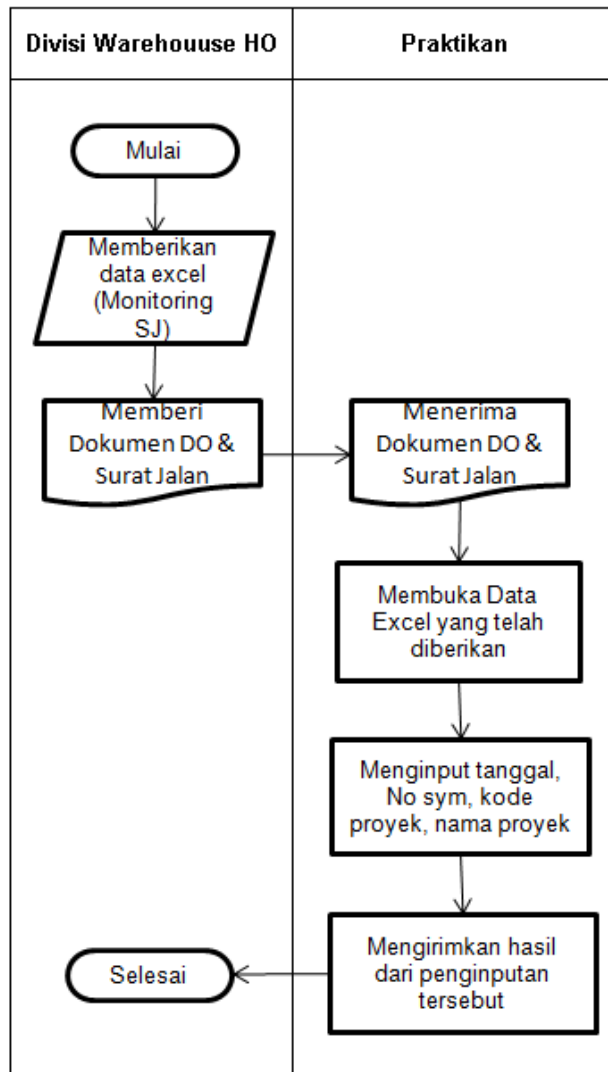 Divisi Warehouuse HO
Praktikan
Mulai
Memberikan
data excel
(Monitoring
SJ)
Memberi
Dokumen DO &
Surat Jalan
Menerima
Dokumen DO &
Surat Jalan
Membuka Data
Excel yang telah
diberikan
Menginput tanggal,
No sym, kode
proyek, nama proyek
Mengirimkan hasil
dari penginputan
tersebut
Selesai